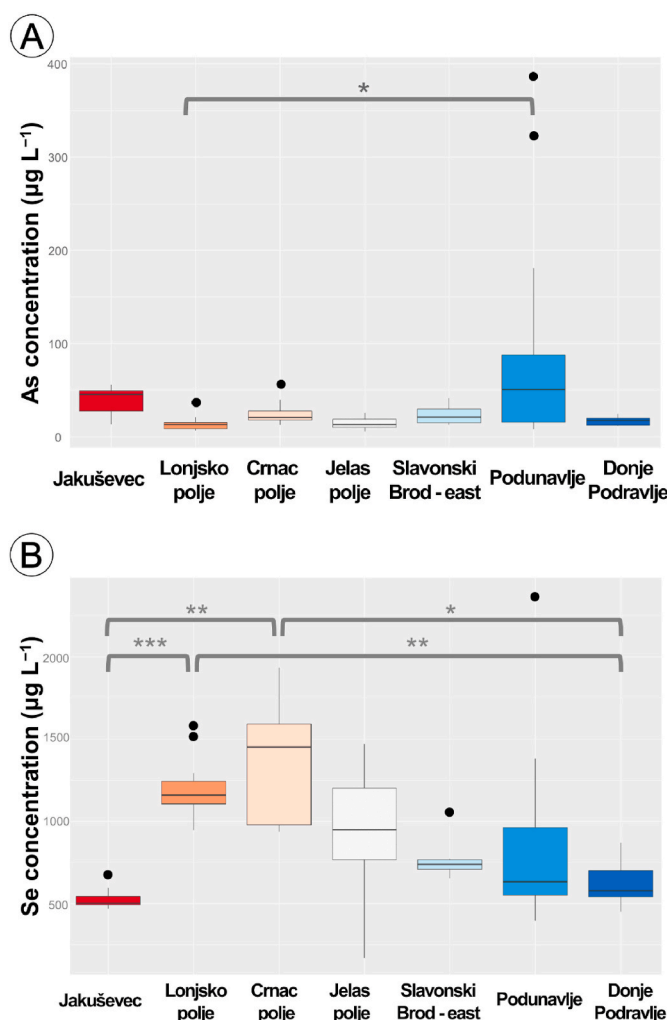 A
As concentration (µg L⁻¹)
400
300
200
100
0
*
Jakuševec
Lonjsko
polje
Crnac
polje
Jelas
polje
Slavonski
Brod - east
Podunavlje
Donje
Podravlje
B
Se concentration (µg L⁻¹)
2000
1500
1000
500
**
*
***
**
Jakuševec
Lonjsko
polje
Crnac
polje
Jelas
polje
Slavonski
Brod - east
Podunavlje
Donje
Podravlje